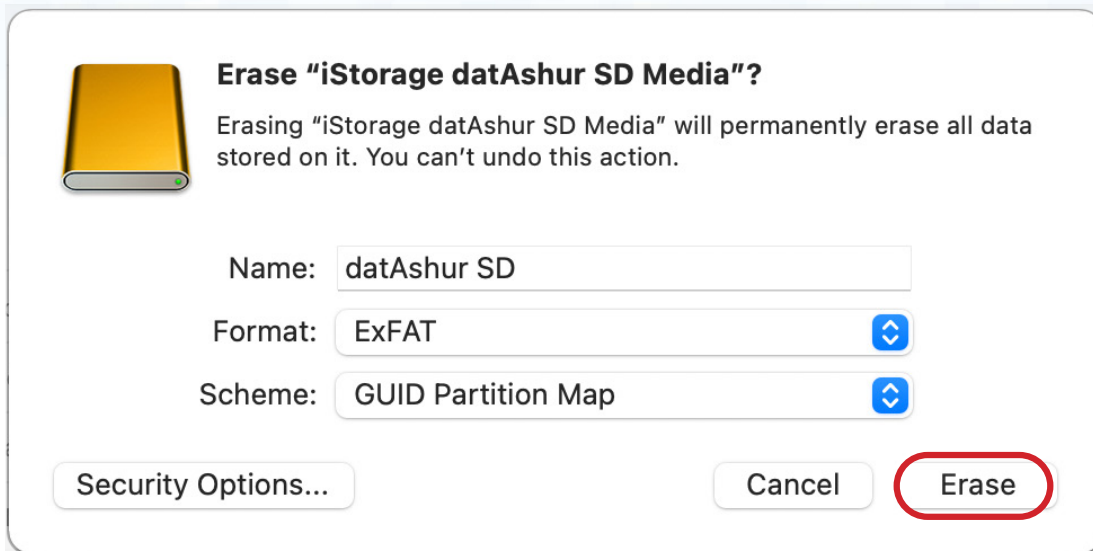 Erase “iStorage datAshur SD Media”?
Erasing “iStorage datAshur SD Media” will permanently erase all data
stored on it. You can’t undo this action.
Name: datAshur SD
Format: ExFAT
Scheme: GUID Partition Map
Security Options... Cancel Erase